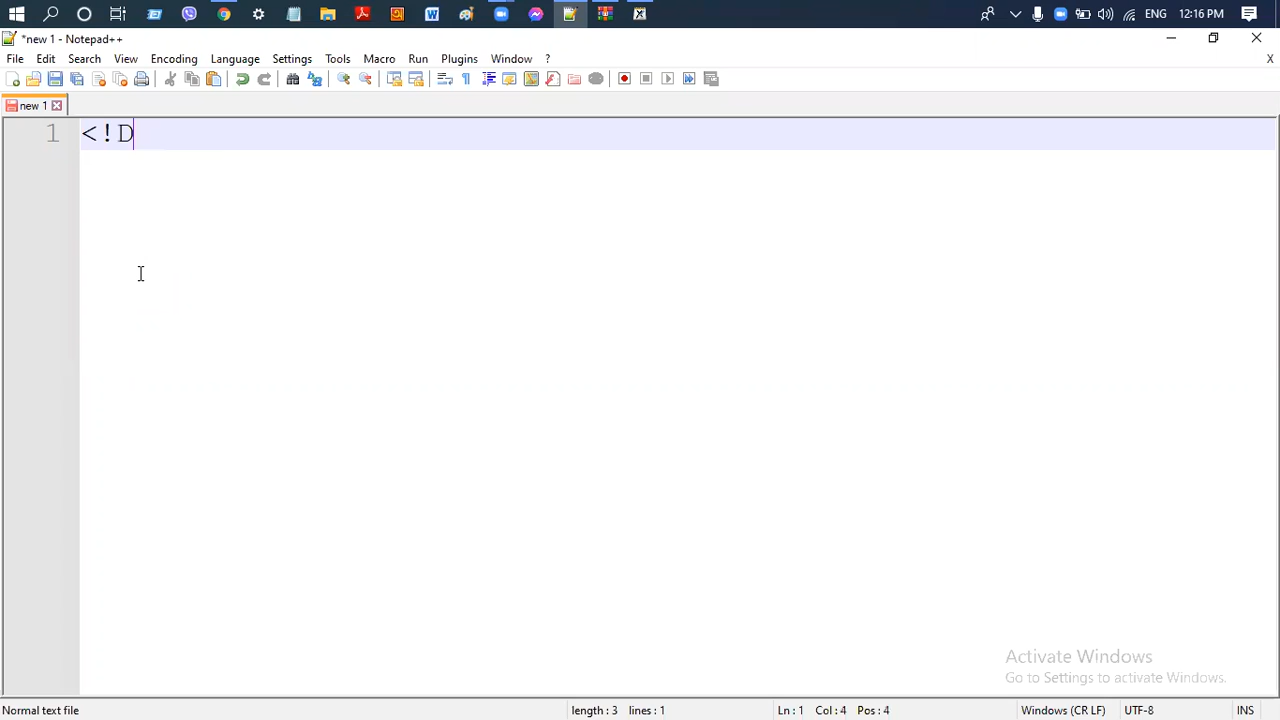 ENG 12:16 PM
*new 1 - Notepad++
File Edit Search View Encoding Language Settings Tools Macro Run Plugins Window ? X
new 1
1 <!D
Activate Windows
Go to Settings to activate Windows.
Normal text file length : 3 lines : 1 Ln : 1 Col : 4 Pos : 4 Windows (CR LF) UTF-8 INS